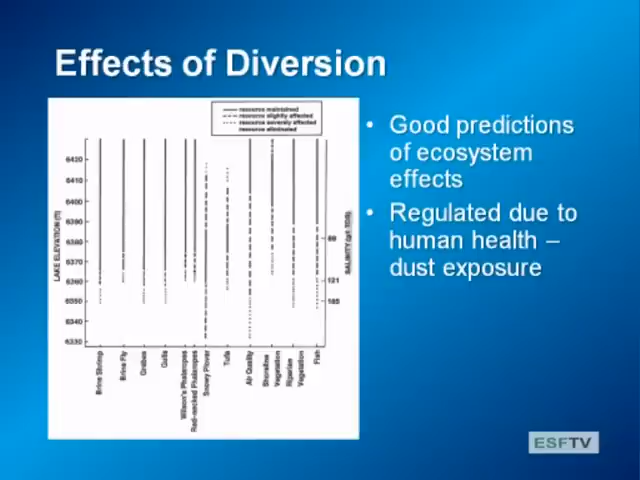 Effects of Diversion
resource maintained
resource slightly affected
resource severely affected
resource eliminated
LAKE ELEVATION (ft)
6420
6410
6400
6390
6380
6370
6360
6350
6340
6330
SALINITY (g/l TDS)
121
Brine Shrimp
Brine Fly
Grebes
Gulls
Wilson's Phalaropes
Red-necked Phalaropes
Snowy Plover
Tufa
Air Quality
Shoreline
Vegetation
Riparian
Vegetation
Fish
• Good predictions
of ecosystem
effects
• Regulated due to
human health –
dust exposure
ESFTV